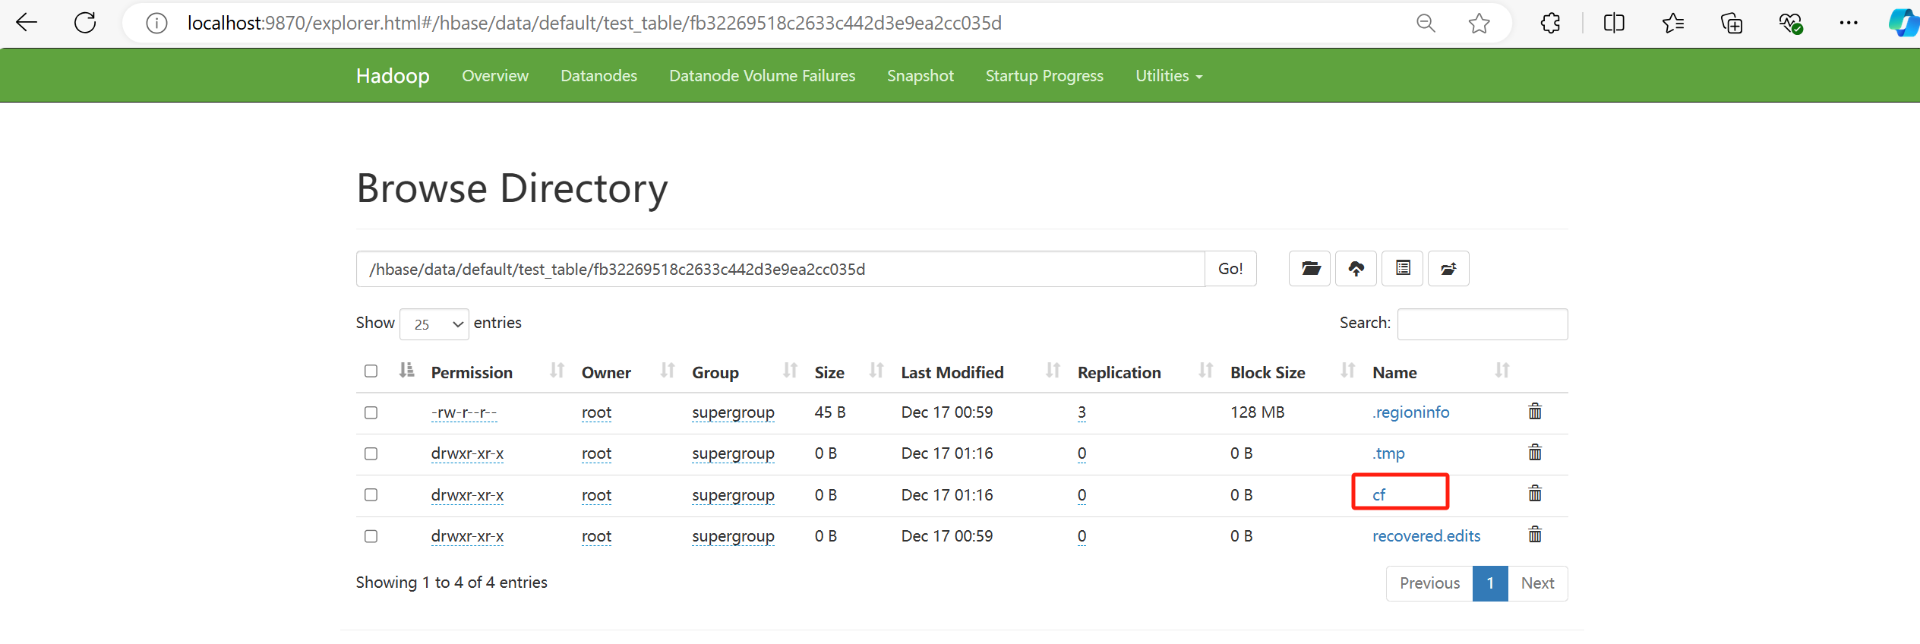 localhost:9870/explorer.html#/hbase/data/default/test_table/fb32269518c2633c442d3e9ea2cc035d
Hadoop Overview Datanodes Datanode Volume Failures Snapshot Startup Progress Utilities
Browse Directory
/hbase/data/default/test_table/fb32269518c2633c442d3e9ea2cc035d Go!
Show 25 entries Search:
Permission Owner Group Size Last Modified Replication Block Size Name
-rw-r--r-- root supergroup 45 B Dec 17 00:59 3 128 MB .regioninfo
drwxr-xr-x root supergroup 0 B Dec 17 01:16 0 0 B .tmp
drwxr-xr-x root supergroup 0 B Dec 17 01:16 0 0 B cf
drwxr-xr-x root supergroup 0 B Dec 17 00:59 0 0 B recovered.edits
Showing 1 to 4 of 4 entries Previous 1 Next